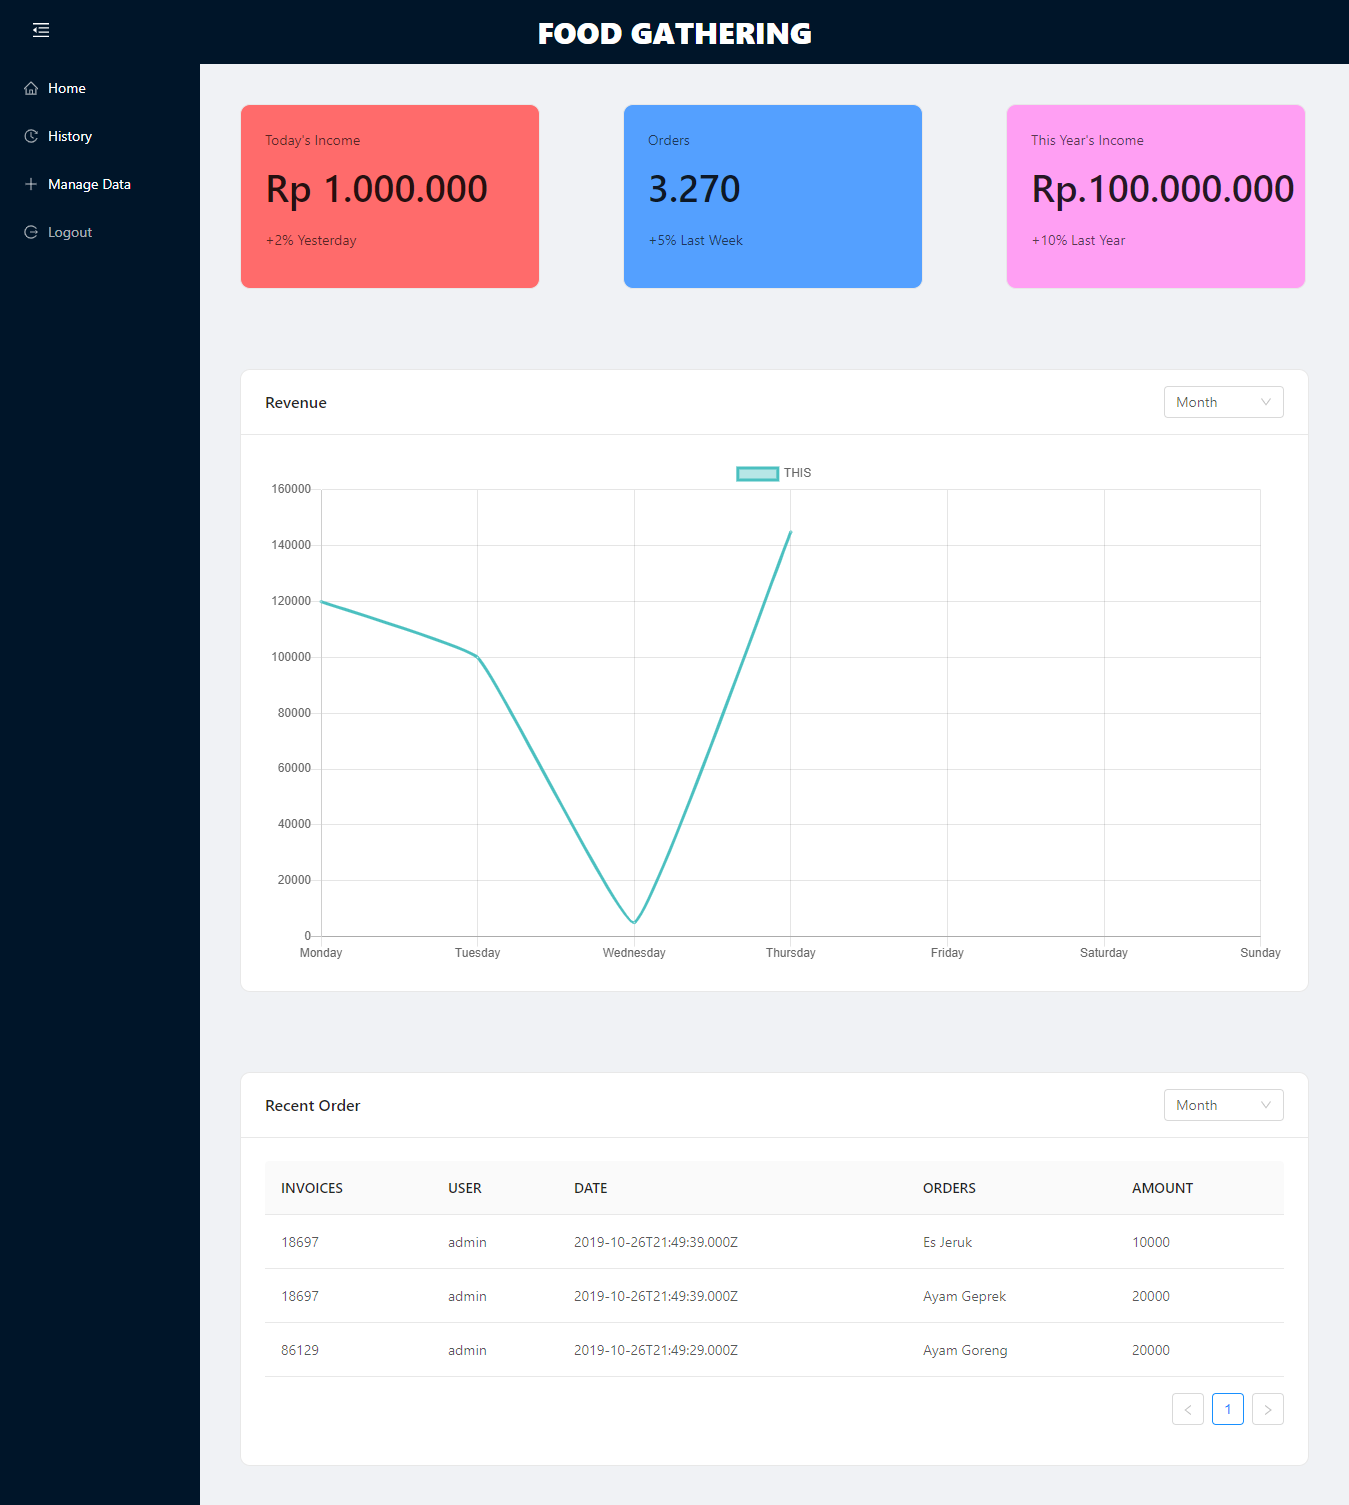 FOOD GATHERING
Home
History
Manage Data
Logout
Today's Income
Rp 1.000.000
+2% Yesterday
Orders
3.270
+5% Last Week
This Year's Income
Rp.100.000.000
+10% Last Year
Revenue
Month
THIS
160000
140000
120000
100000
80000
60000
40000
20000
0
Monday Tuesday Wednesday Thursday Friday Saturday Sunday
Recent Order
Month
INVOICES USER DATE ORDERS AMOUNT
18697 admin 2019-10-26T21:49:39.000Z Es Jeruk 10000
18697 admin 2019-10-26T21:49:39.000Z Ayam Geprek 20000
86129 admin 2019-10-26T21:49:29.000Z Ayam Goreng 20000
1